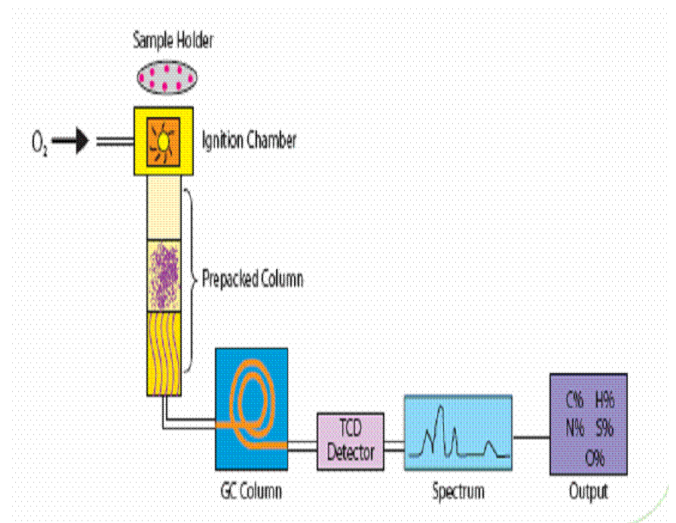 Sample Holder
O₂
Ignition Chamber
Prepacked Column
TCD
Detector
C% H%
N% S%
O%
GC Column
Spectrum
Output